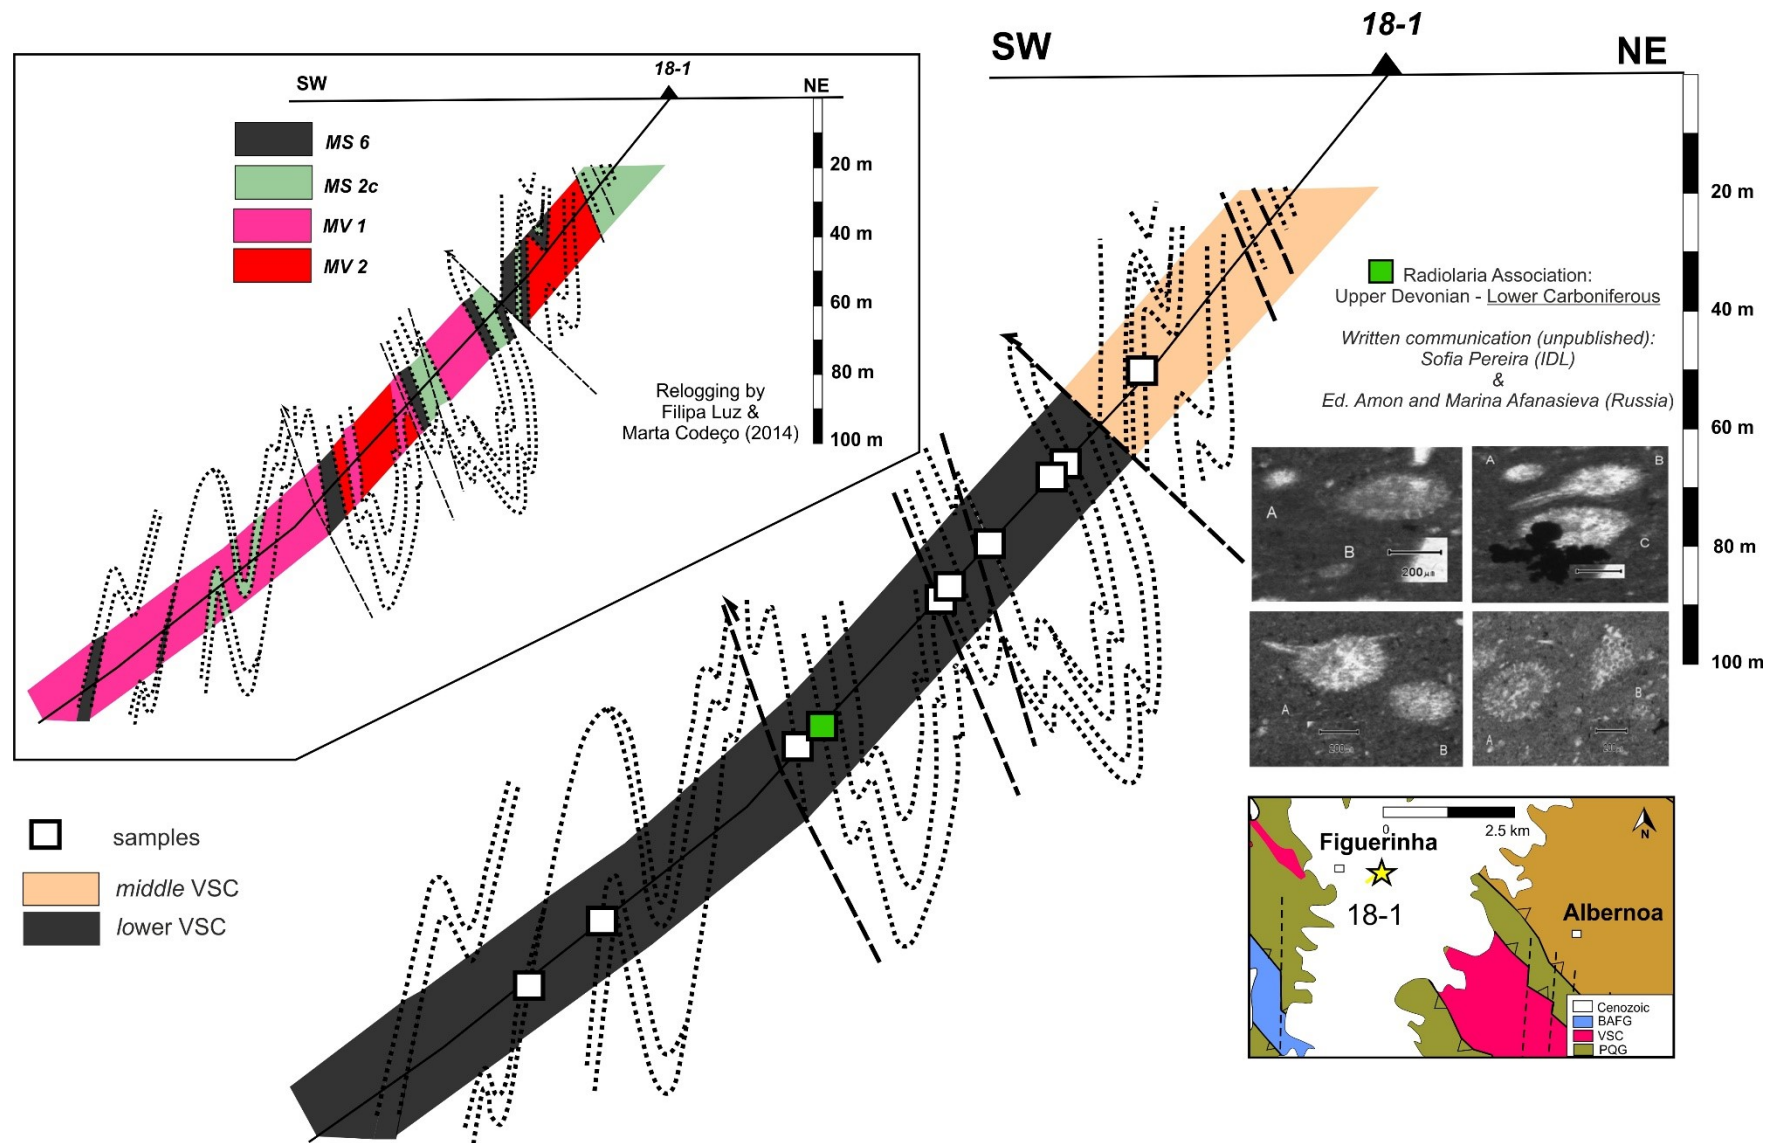 SW
18-1
NE
MS 6
MS 2c
MV 1
MV 2
20 m
40 m
60 m
80 m
100 m
Relogging by
Filipa Luz &
Marta Codeço (2014)
SW
18-1
NE
20 m
40 m
60 m
80 m
100 m
Radiolaria Association:
Upper Devonian - Lower Carboniferous
Written communication (unpublished):
Sofia Pereira (IDL)
&
Ed. Amon and Marina Afanasieva (Russia)
A
B
200 µm
A
B
C
A
B
200
A
B
samples
middle VSC
lower VSC
0
2.5 km
N
Figuerinha
18-1
Albernoa
Cenozoic
BAFG
VSC
PQG